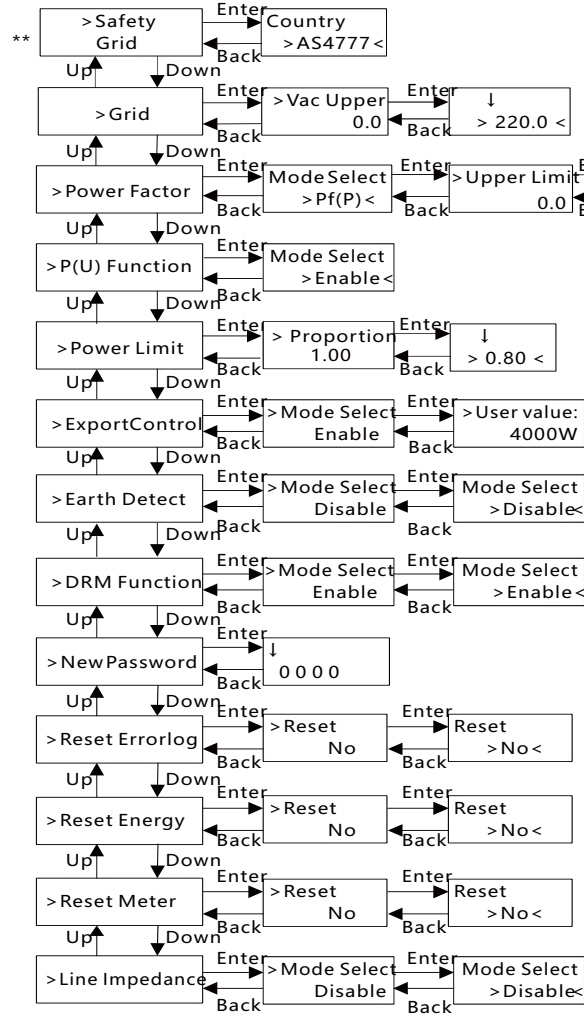 ** >Safety Grid Enter Back Country >AS4777<
Up Down
>Grid Enter Back >Vac Upper 0.0 Enter Back ↓ > 220.0 <
Up Down
>Power Factor Enter Back Mode Select >Pf(P)< Enter Back >Upper Limit 0.0
Up Down
>P(U) Function Enter Back Mode Select >Enable<
Up Down
>Power Limit Enter Back > Proportion 1.00 Enter Back ↓ > 0.80 <
Up Down
>ExportControl Enter Back >Mode Select Enable Enter Back >User value: 4000W
Up Down
>Earth Detect Enter Back >Mode Select Disable Enter Back Mode Select >Disable<
Up Down
>DRM Function Enter Back >Mode Select Enable Enter Back Mode Select >Enable<
Up Down
>NewPassword Enter Back ↓ 0 0 0 0
Up Down
>Reset Errorlog Enter Back >Reset No Enter Back Reset >No<
Up Down
>Reset Energy Enter Back >Reset No Enter Back Reset >No<
Up Down
>Reset Meter Enter Back >Reset No Enter Back Reset >No<
Up Down
>Line Impedance Enter Back >Mode Select Disable Enter Back Mode Select >Disable<